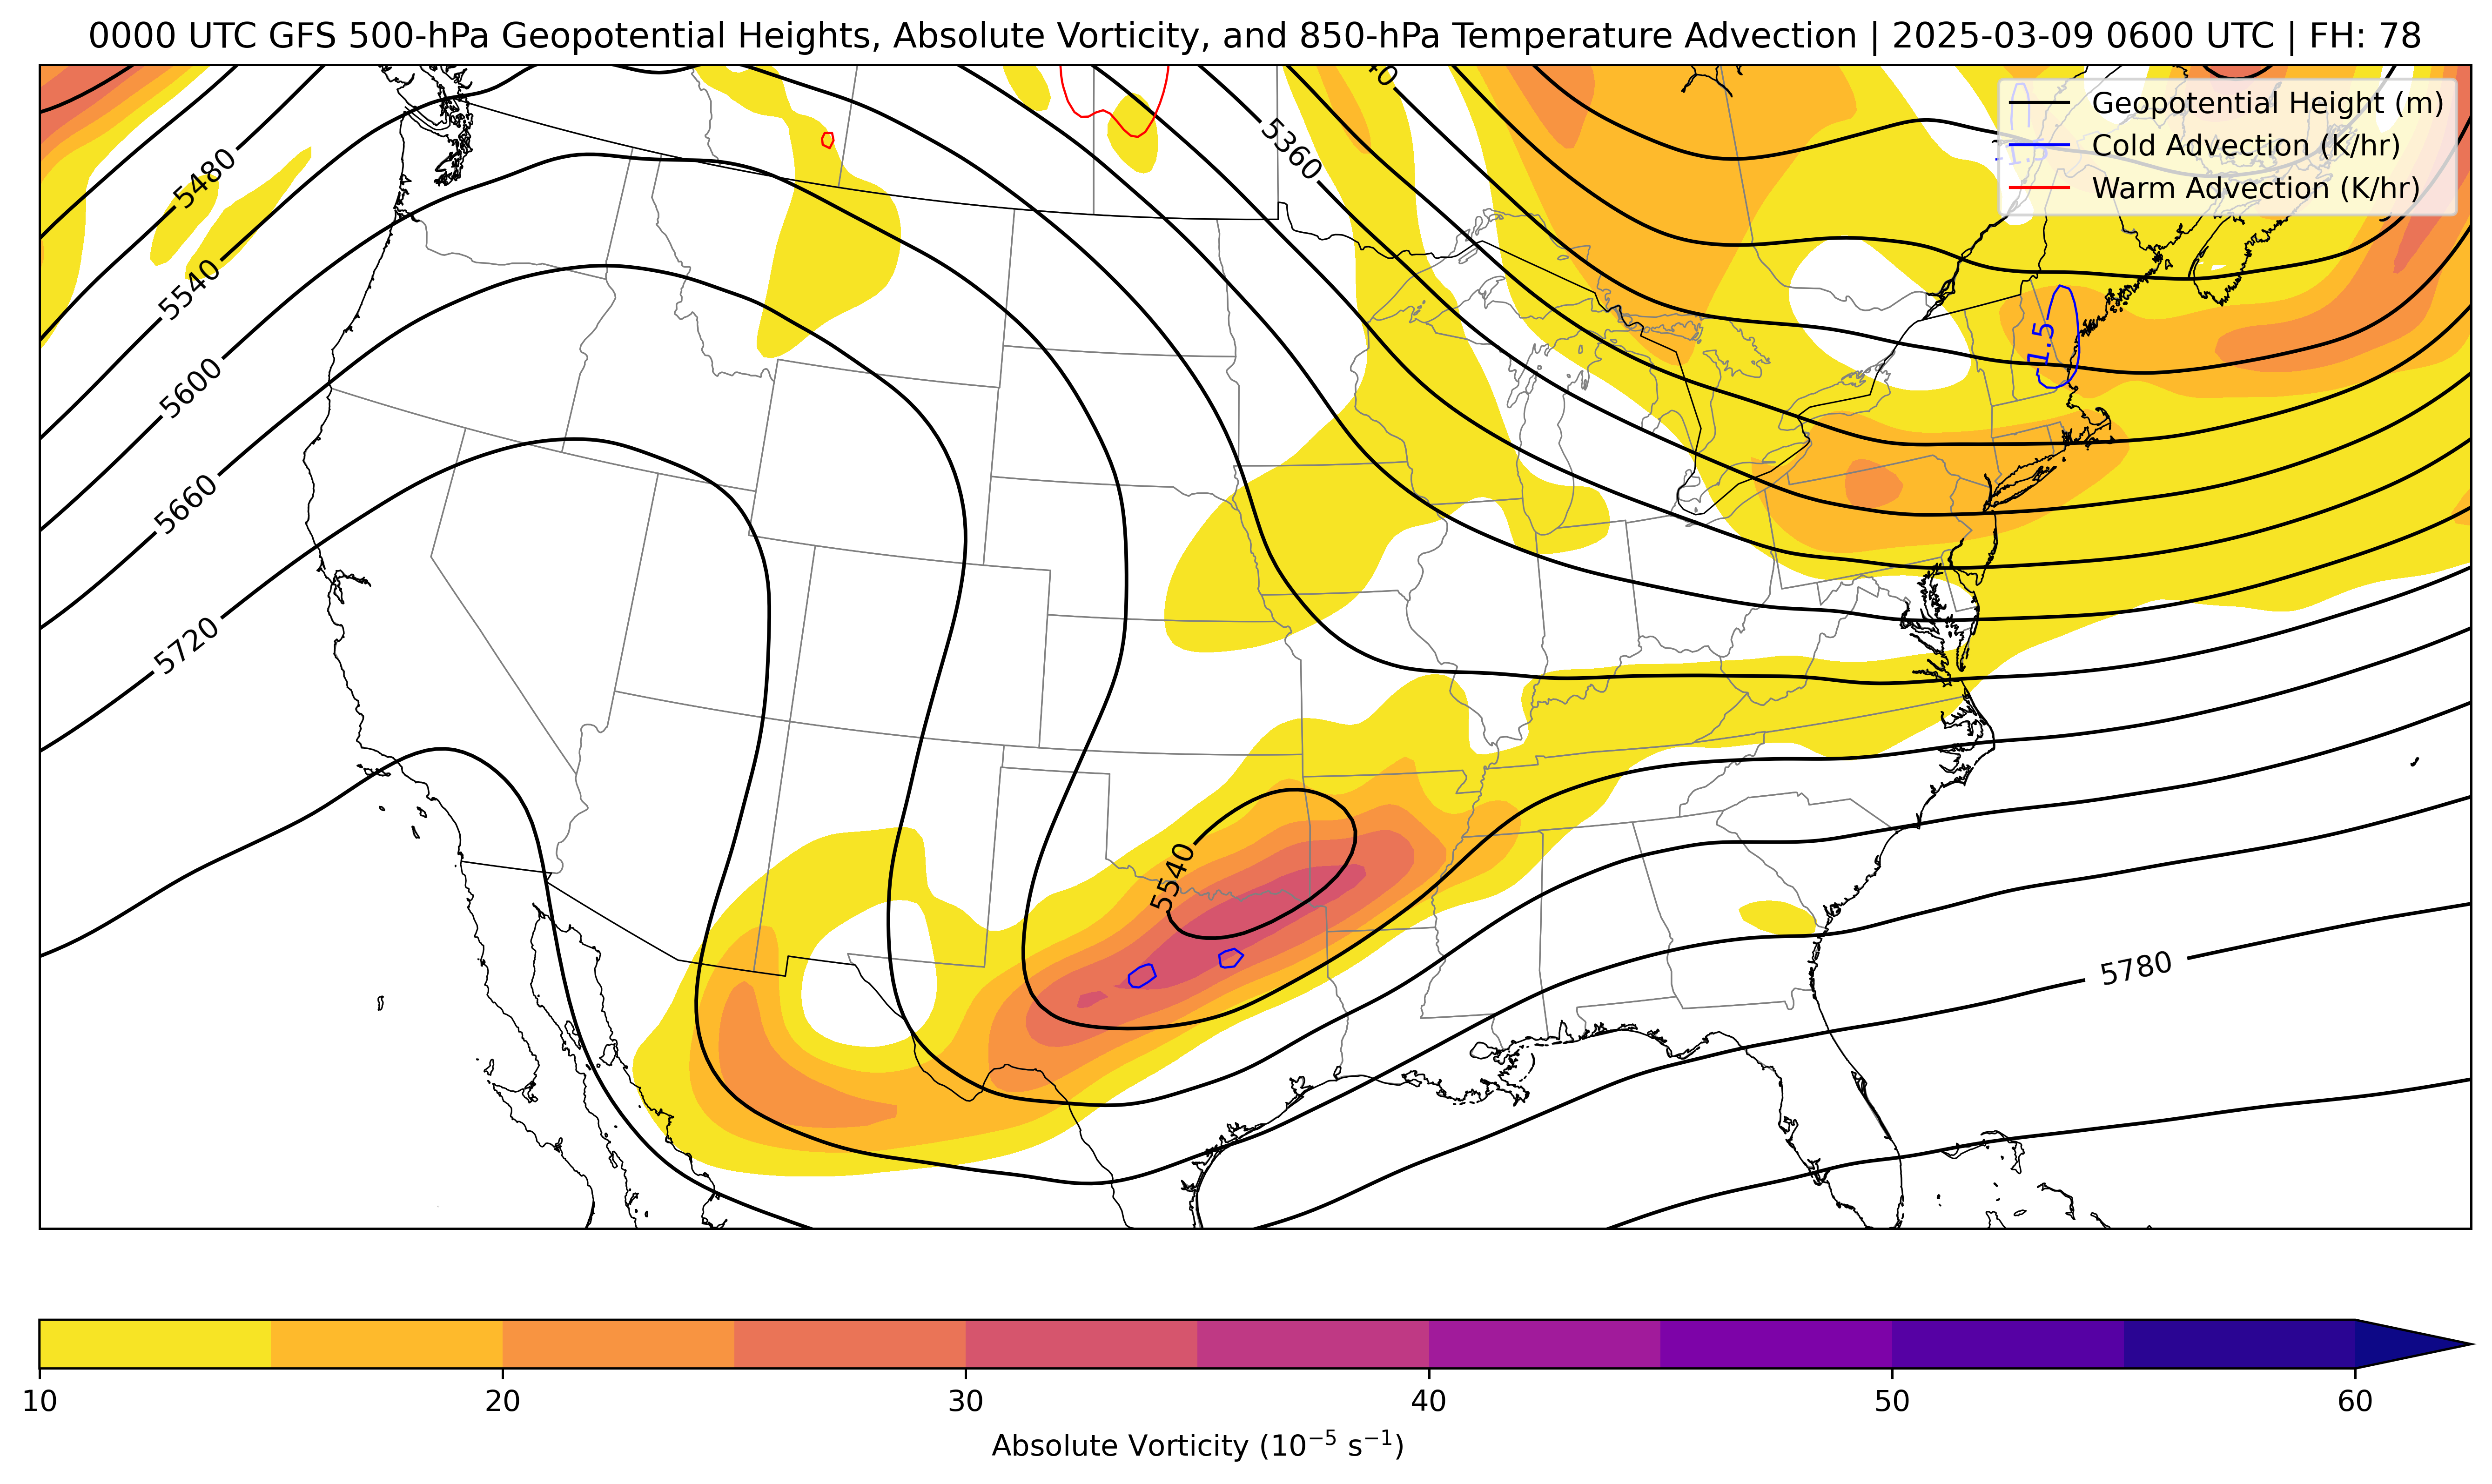 0000 UTC GFS 500-hPa Geopotential Heights, Absolute Vorticity, and 850-hPa Temperature Advection | 2025-03-09 0600 UTC | FH: 78
Geopotential Height (m)
Cold Advection (K/hr)
Warm Advection (K/hr)
5480
5540
5600
5660
5720
5360
-1.5
5540
5780
10 20 30 40 50 60
Absolute Vorticity (10⁻⁵ s⁻¹)